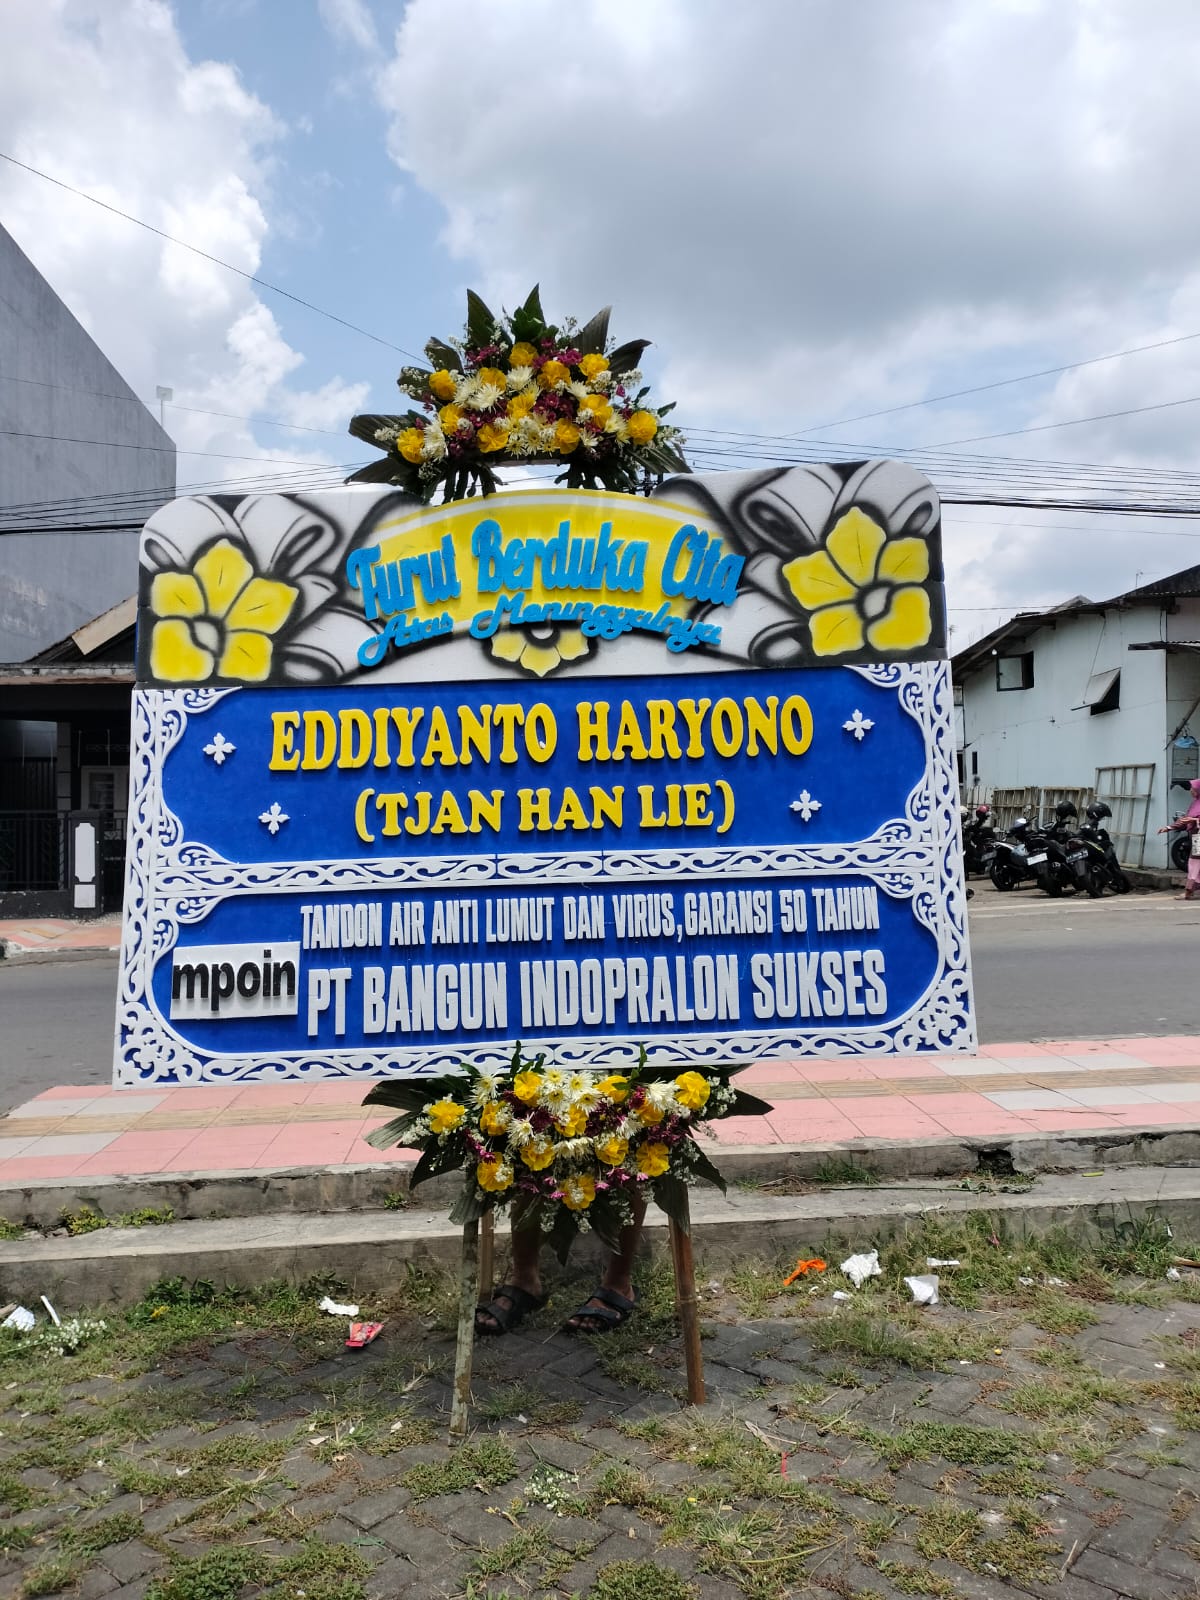 Turut Berduka Cita
Atas Meninggalnya
EDDIYANTO HARYONO
(TJAN HAN LIE)
TANDON AIR ANTI LUMUT DAN VIRUS, GARANSI 50 TAHUN
mpoin
PT BANGUN INDOPRALON SUKSES